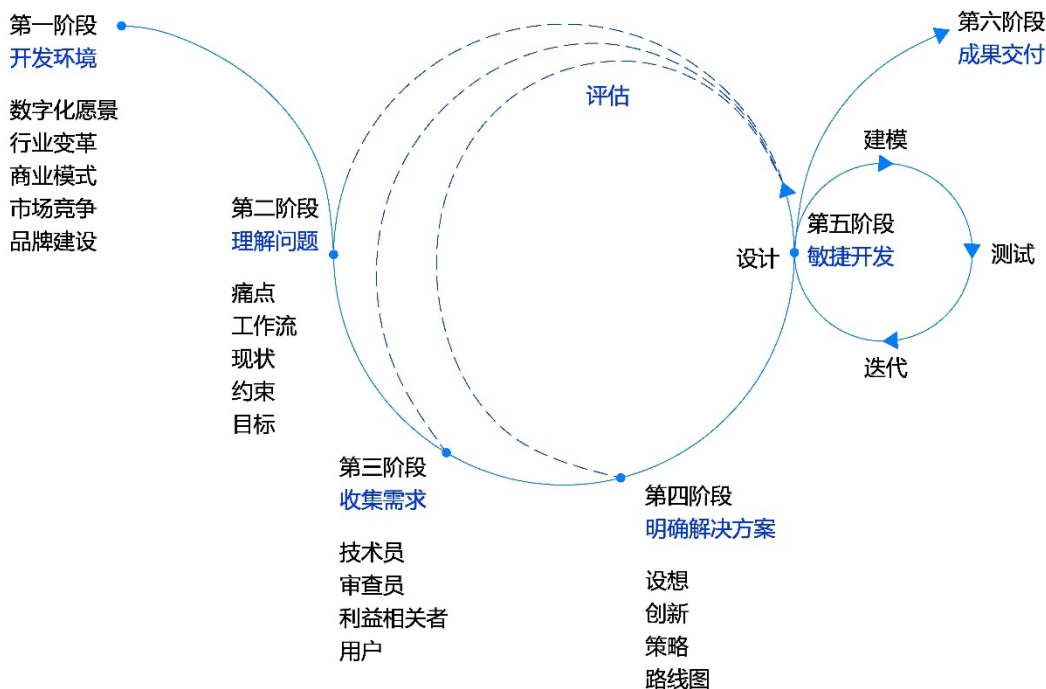 第一阶段
开发环境
数字化愿景
行业变革
商业模式
市场竞争
品牌建设
第二阶段
理解问题
痛点
工作流
现状
约束
目标
第三阶段
收集需求
技术员
审查员
利益相关者
用户
第四阶段
明确解决方案
设想
创新
策略
路线图
评估
设计
第五阶段
敏捷开发
建模
测试
迭代
第六阶段
成果交付